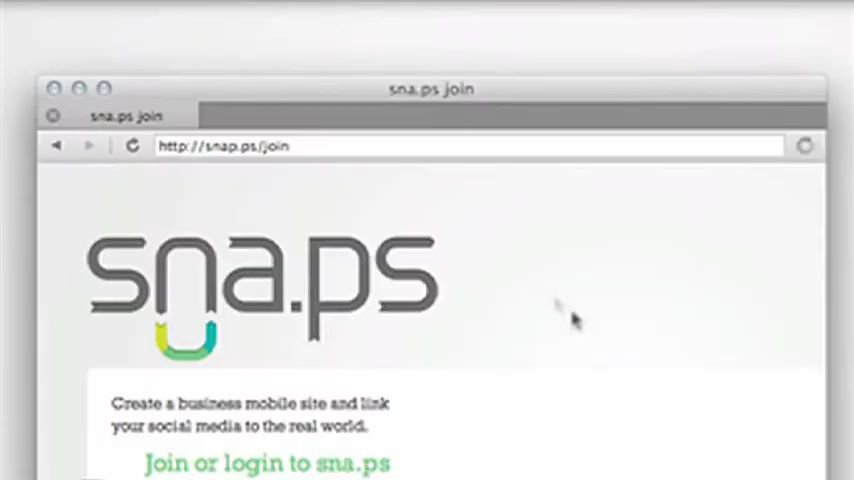 sna.ps join
sna.ps join
http://snap.ps/join
sna.ps
Create a business mobile site and link
your social media to the real world.
Join or login to sna.ps